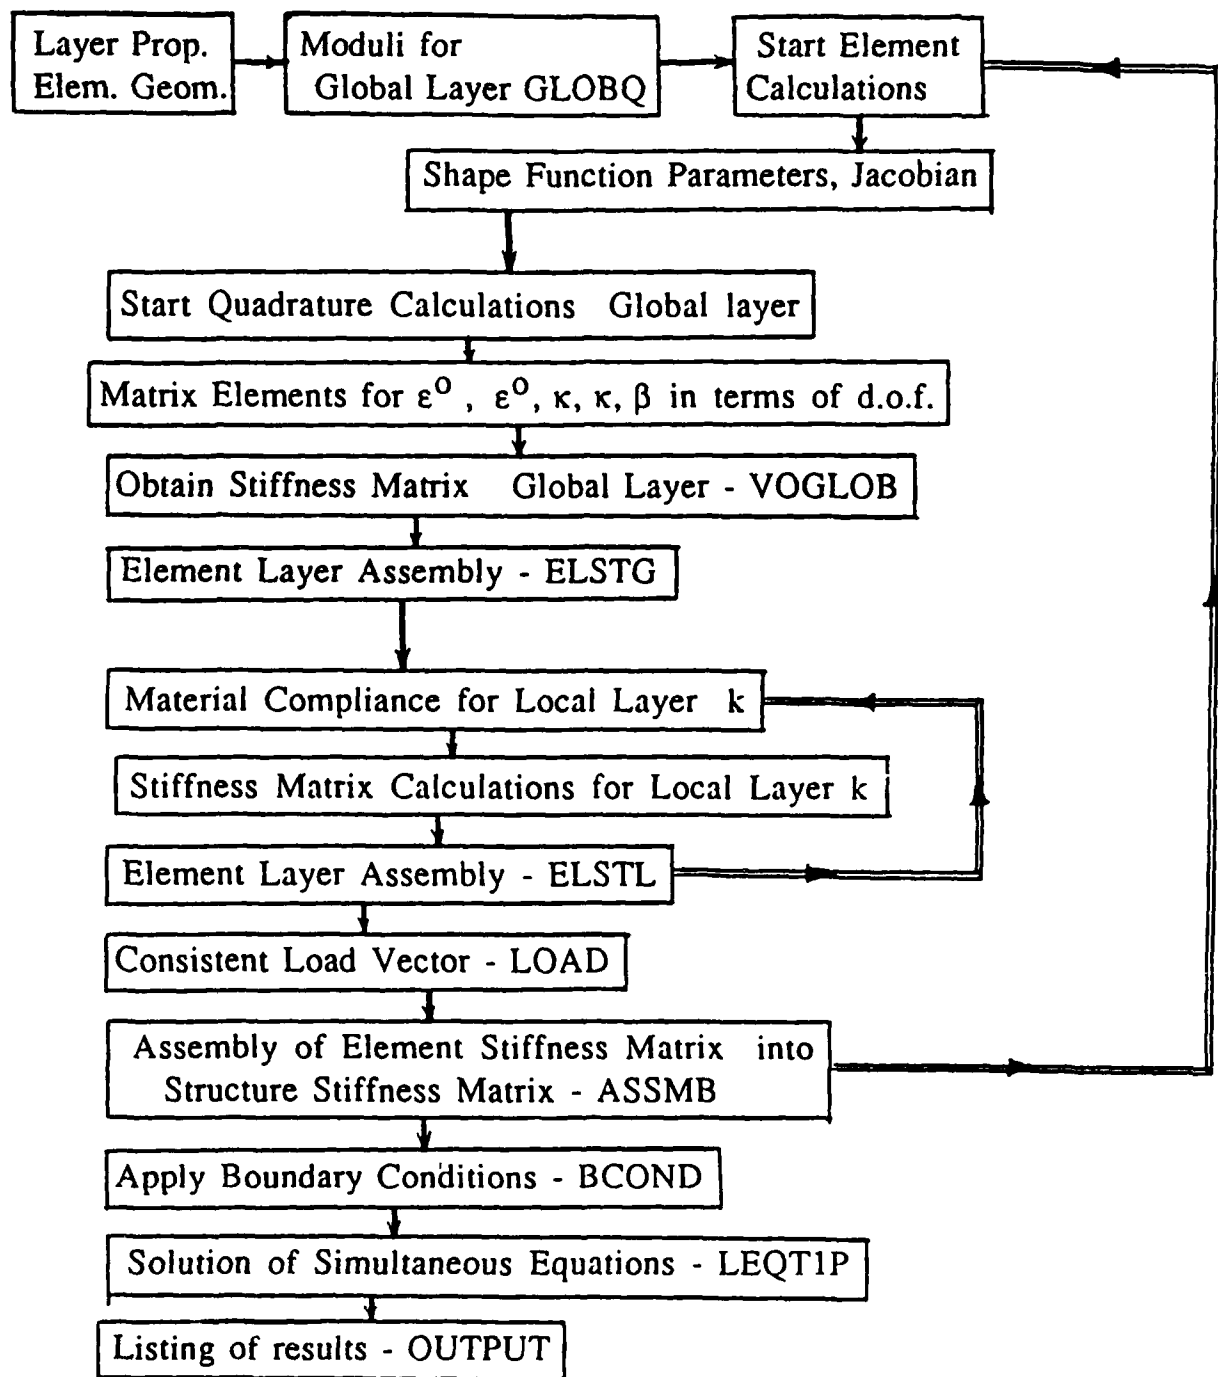 Layer Prop.
Elem. Geom.
Moduli for
Global Layer GLOBQ
Start Element
Calculations
Shape Function Parameters, Jacobian
Start Quadrature Calculations Global layer
Matrix Elements for ε⁰ , ε⁰, κ, κ, β in terms of d.o.f.
Obtain Stiffness Matrix Global Layer - VOGLOB
Element Layer Assembly - ELSTG
Material Compliance for Local Layer k
Stiffness Matrix Calculations for Local Layer k
Element Layer Assembly - ELSTL
Consistent Load Vector - LOAD
Assembly of Element Stiffness Matrix into
Structure Stiffness Matrix - ASSMB
Apply Boundary Conditions - BCOND
Solution of Simultaneous Equations - LEQT1P
Listing of results - OUTPUT